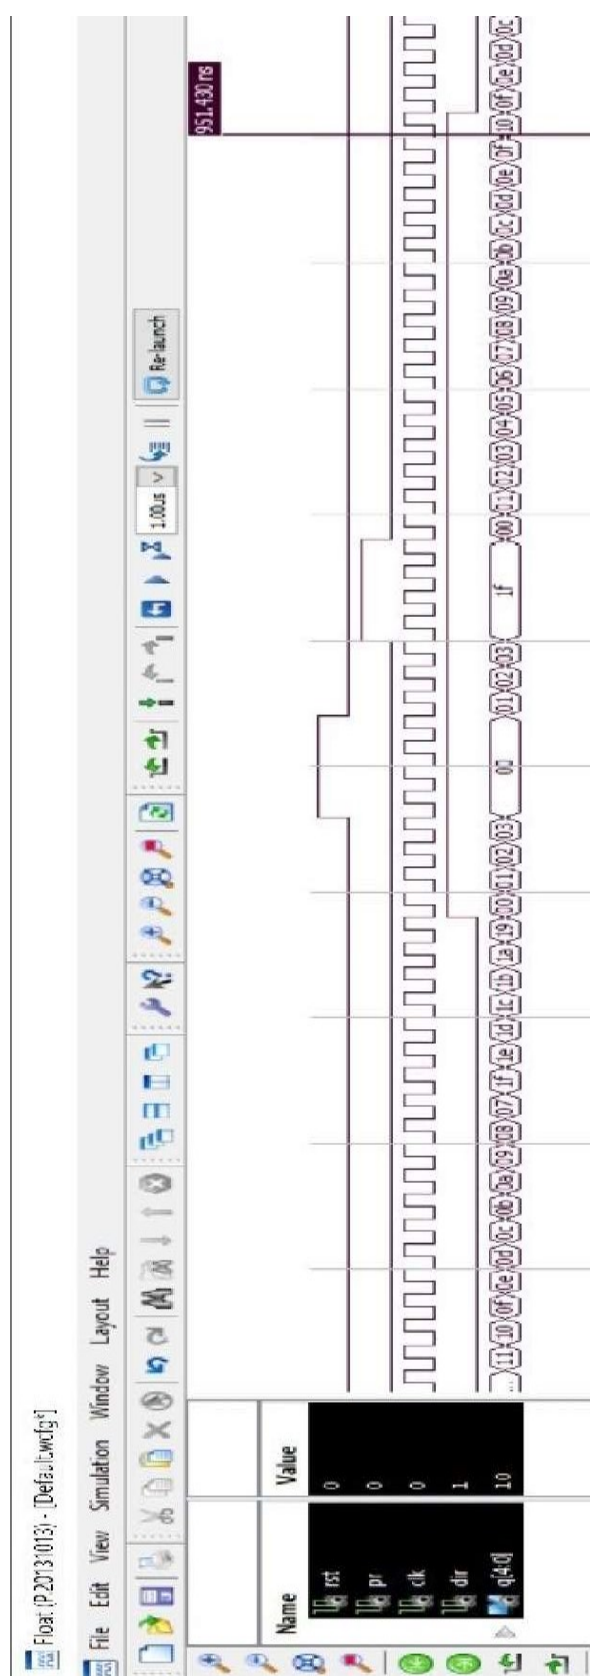 Float (P.20131013) - [Default.wcfg*]
File Edit View Simulation Window Layout Help
1.00us Re-launch
951.430 ns
Name Value
rst 0
pr 0
clk 0
dir 1
q[4:0] 10 ... 11 10 0f 0e 0d 0c 0b 0a 09 08 07 1f 1e 1d 1c 1b 1a 19 00 01 02 03 00 01 02 03 1f 00 01 02 03 04 05 06 07 08 09 0a 0b 0c 0d 0e 0f 10 0f 0e 0d 0c